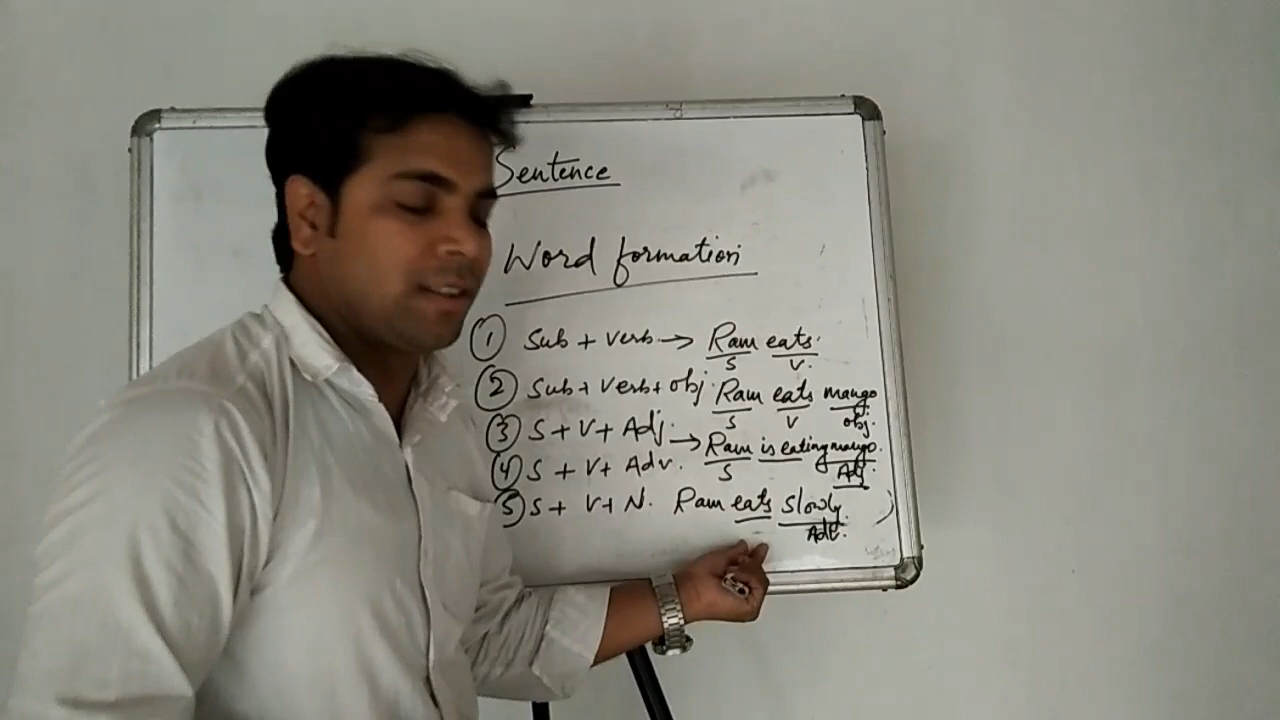 Sentence
Word formation
① Sub + Verb → Ram eats.
S V.
② Sub + Verb + obj. Ram eats mango
S V obj.
③ S + V + Adj. → Ram is eating mango.
S Adj.
④ S + V + Adv.
⑤ S + V + N. Ram eats slowly.
Adv.